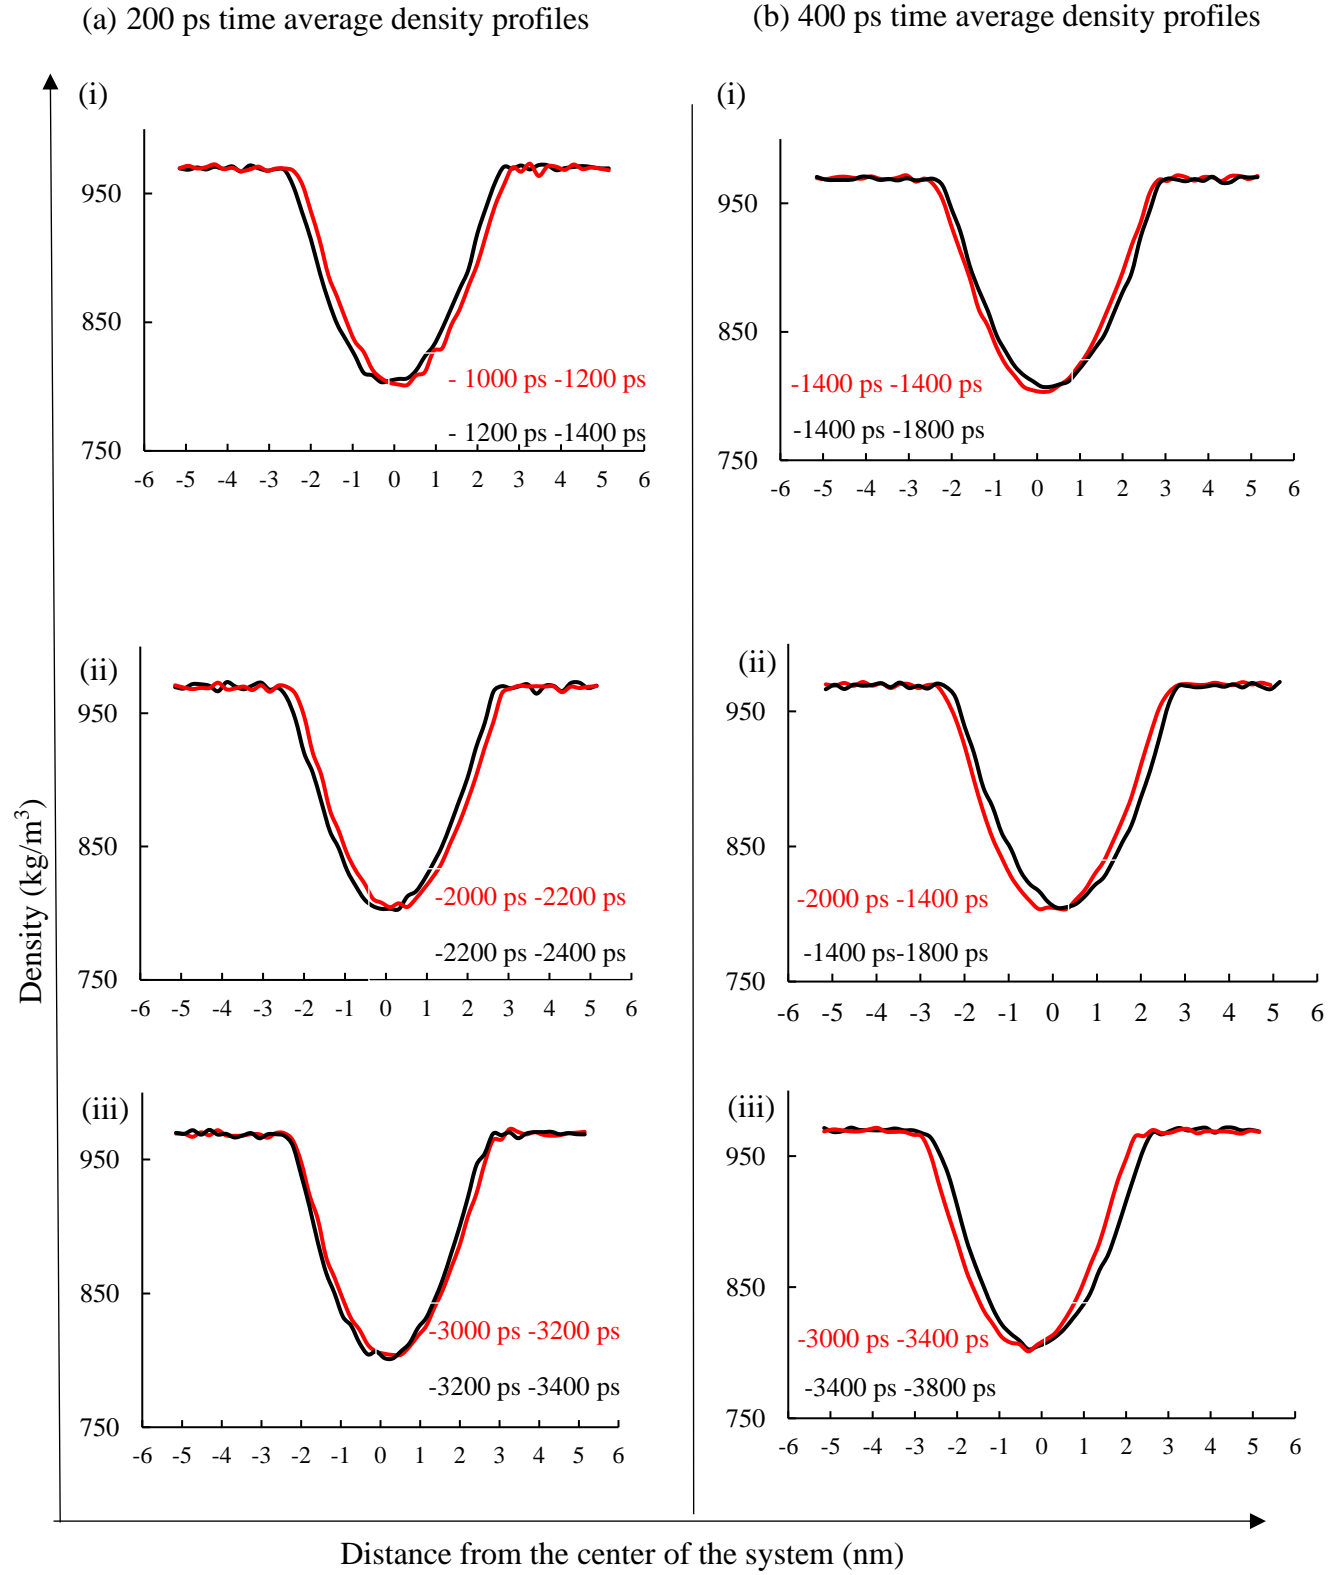 (a) 200 ps time average density profiles
(b) 400 ps time average density profiles
(i)
950
850
750
- 1000 ps -1200 ps
- 1200 ps -1400 ps
-6 -5 -4 -3 -2 -1 0 1 2 3 4 5 6
(i)
950
850
750
-1400 ps -1400 ps
-1400 ps -1800 ps
-6 -5 -4 -3 -2 -1 0 1 2 3 4 5 6
(ii)
950
850
750
-2000 ps -2200 ps
-2200 ps -2400 ps
-6 -5 -4 -3 -2 -1 0 1 2 3 4 5 6
(ii)
950
850
750
-2000 ps -1400 ps
-1400 ps-1800 ps
-6 -5 -4 -3 -2 -1 0 1 2 3 4 5 6
(iii)
950
850
750
-3000 ps -3200 ps
-3200 ps -3400 ps
-6 -5 -4 -3 -2 -1 0 1 2 3 4 5 6
(iii)
950
850
750
-3000 ps -3400 ps
-3400 ps -3800 ps
-6 -5 -4 -3 -2 -1 0 1 2 3 4 5 6
Density (kg/m³)
Distance from the center of the system (nm)